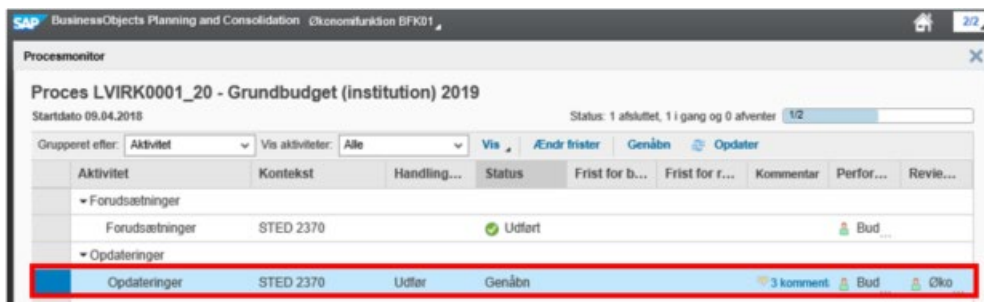 SAP BusinessObjects Planning and Consolidation Økonomifunktion BFK01 2/2
Procesmonitor
Proces LVIRK0001_20 - Grundbudget (institution) 2019
Startdato 09.04.2018 Status: 1 afsluttet, 1 i gang og 0 afventer 1/2
Grupperet efter: Aktivitet Vis aktiviteter: Alle Vis Ændr frister Genåbn Opdater
Aktivitet Kontekst Handling... Status Frist for b... Frist for r... Kommentar Perfor... Revie...
Forudsætninger
Forudsætninger STED 2370 Udført Bud...
Opdateringer
Opdateringer STED 2370 Udfør Genåbn 3 komment Bud... Øko...